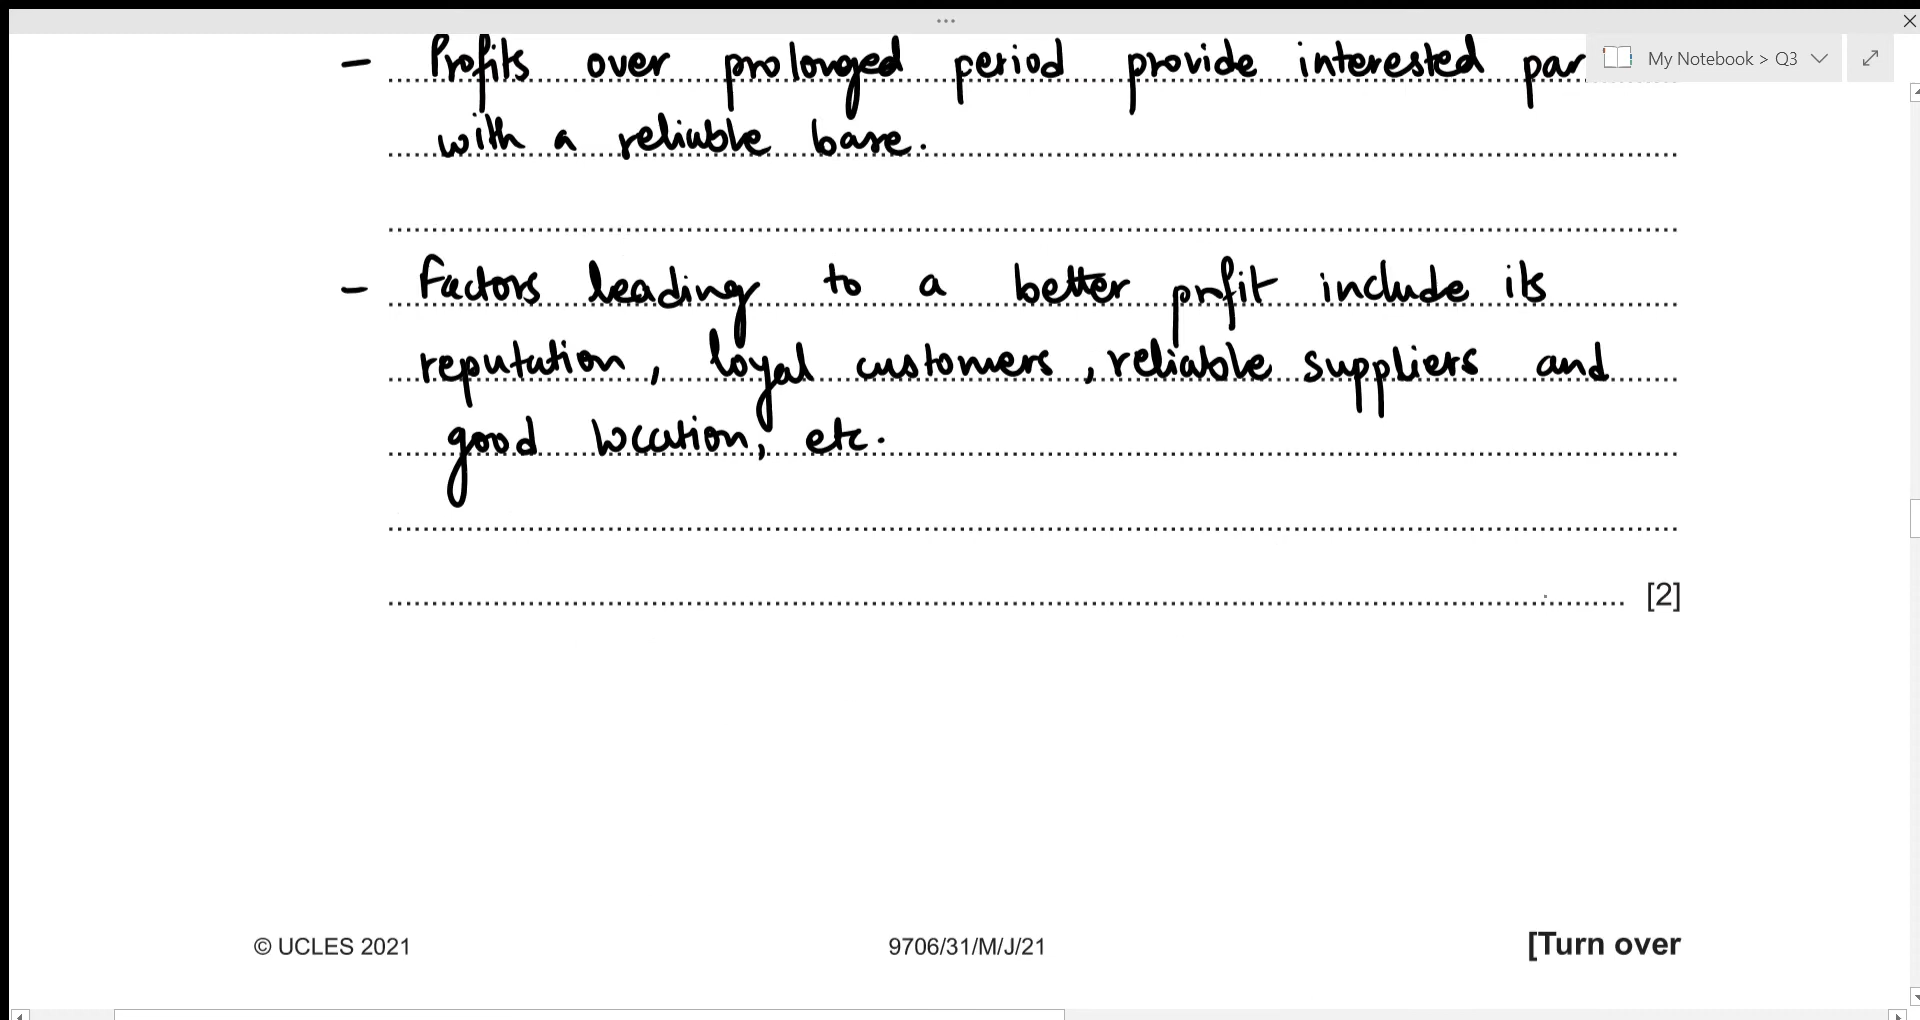 ...
My Notebook > Q3
- Profits over prolonged period provide interested par
with a reliable base.
- Factors leading to a better profit include its
reputation, loyal customers, reliable suppliers and
good location, etc.
[2]
© UCLES 2021
9706/31/M/J/21
[Turn over